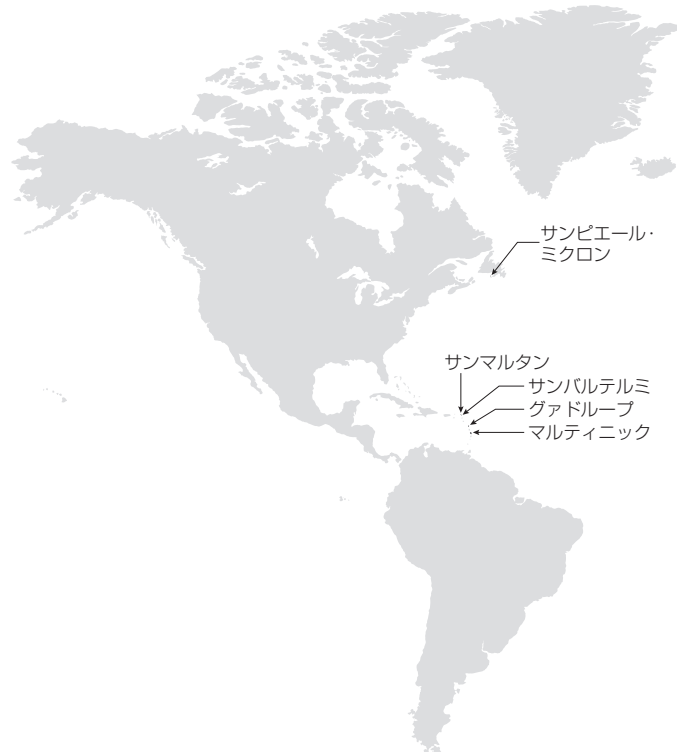 サンピエール・
ミクロン
サンマルタン
サンバルテルミ
グァドループ
マルティニック